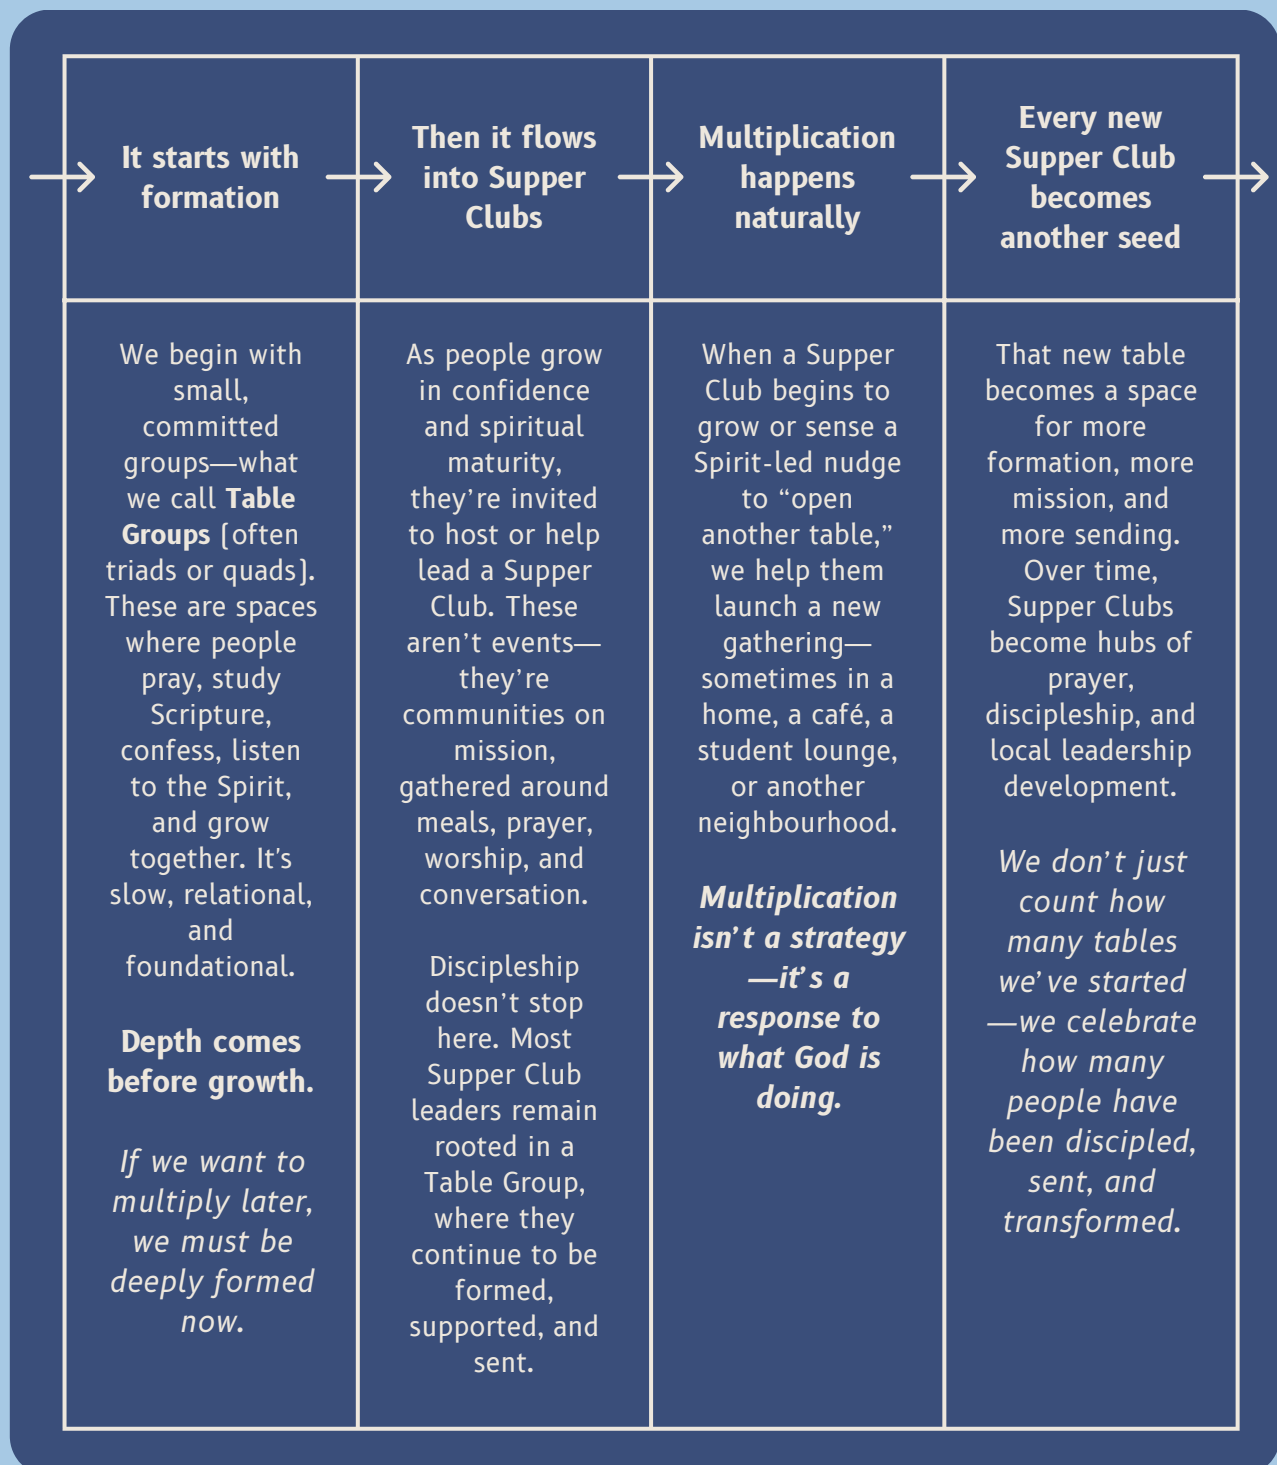 It starts with
formation
Then it flows
into Supper
Clubs
Multiplication
happens
naturally
Every new
Supper Club
becomes
another seed
We begin with
small,
committed
groups—what
we call Table
Groups (often
triads or quads).
These are spaces
where people
pray, study
Scripture,
confess, listen
to the Spirit,
and grow
together. It's
slow, relational,
and
foundational.
Depth comes
before growth.
If we want to
multiply later,
we must be
deeply formed
now.
As people grow
in confidence
and spiritual
maturity,
they’re invited
to host or help
lead a Supper
Club. These
aren’t events—
they’re
communities on
mission,
gathered around
meals, prayer,
worship, and
conversation.
Discipleship
doesn’t stop
here. Most
Supper Club
leaders remain
rooted in a
Table Group,
where they
continue to be
formed,
supported, and
sent.
When a Supper
Club begins to
grow or sense a
Spirit-led nudge
to “open
another table,”
we help them
launch a new
gathering—
sometimes in a
home, a café, a
student lounge,
or another
neighbourhood.
Multiplication
isn’t a strategy
—it’s a
response to
what God is
doing.
That new table
becomes a space
for more
formation, more
mission, and
more sending.
Over time,
Supper Clubs
become hubs of
prayer,
discipleship, and
local leadership
development.
We don’t just
count how
many tables
we’ve started
—we celebrate
how many
people have
been discipled,
sent, and
transformed.